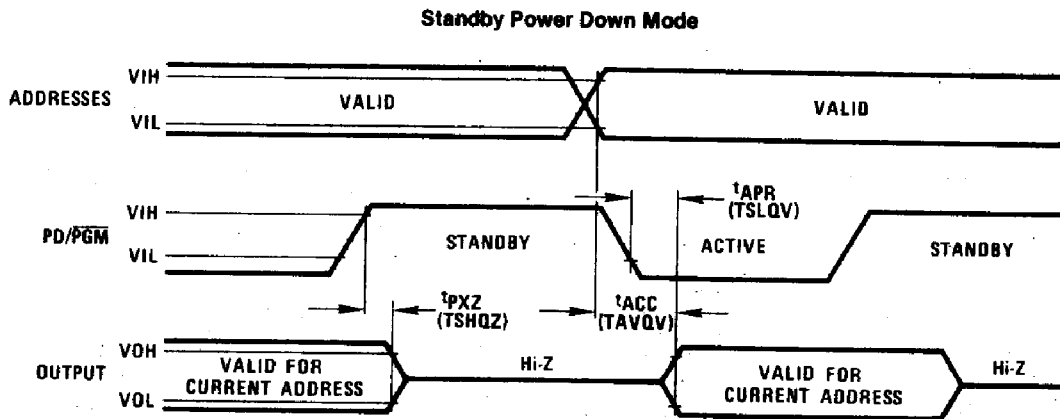 Standby Power Down Mode
VIH
ADDRESSES
VALID
VALID
VIL
tAPR
(TSLQV)
VIH
PD/PGM
STANDBY
ACTIVE
STANDBY
VIL
tPXZ
(TSHQZ)
tACC
(TAVQV)
VOH
OUTPUT
VALID FOR
CURRENT ADDRESS
Hi-Z
VALID FOR
CURRENT ADDRESS
Hi-Z
VOL